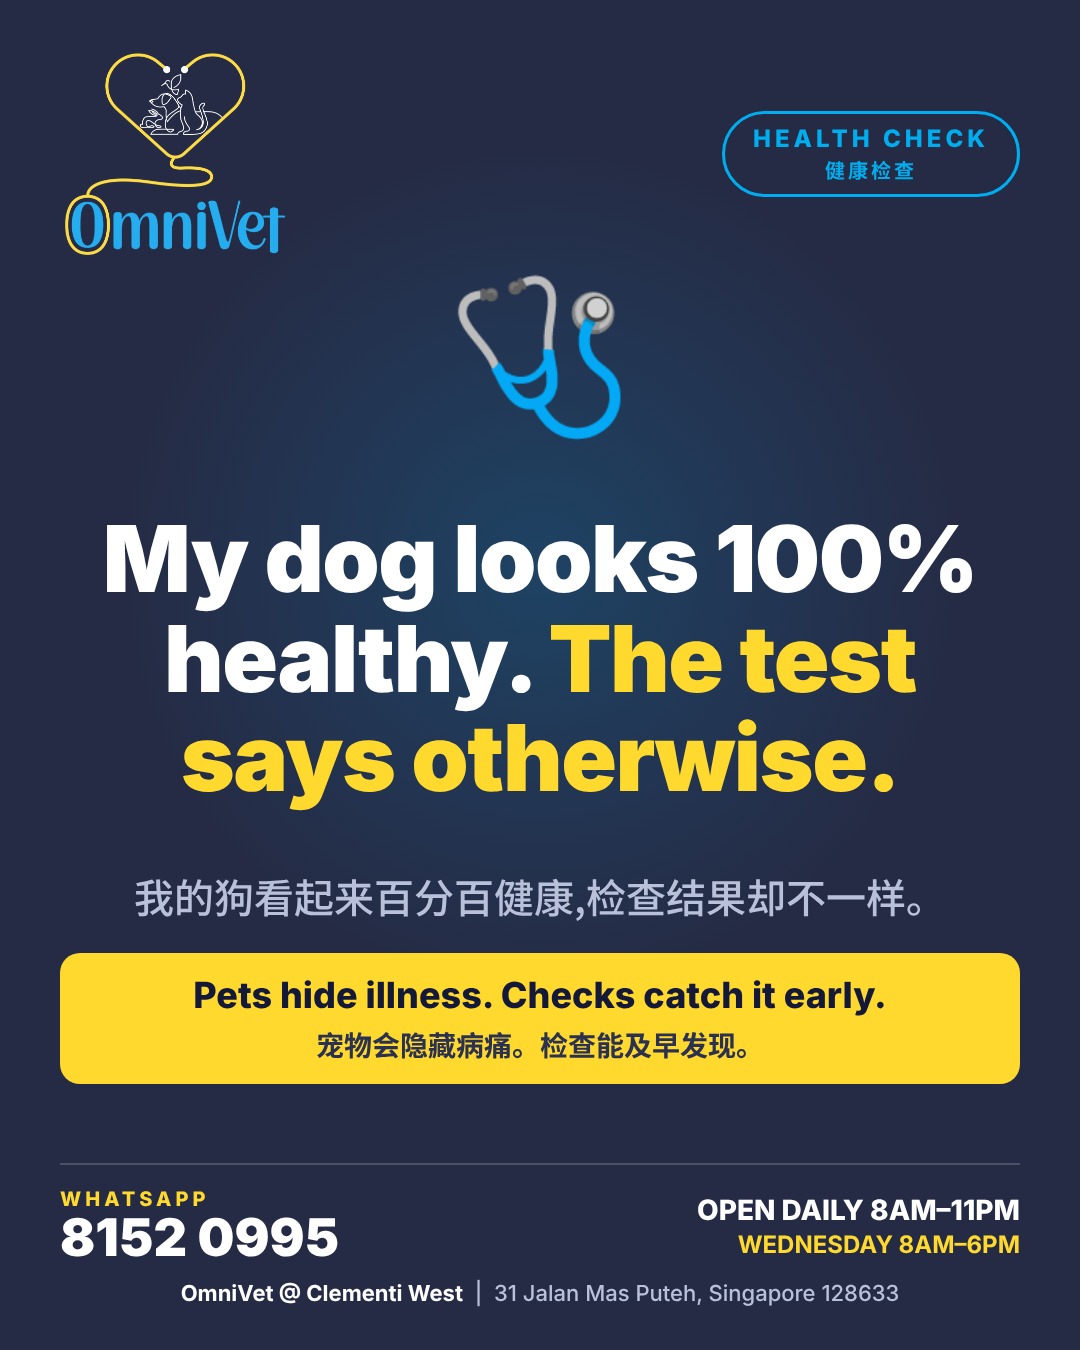 OmniVet
HEALTH CHECK
健康检查
My dog looks 100%
healthy. The test
says otherwise.
我的狗看起来百分百健康,检查结果却不一样。
Pets hide illness. Checks catch it early.
宠物会隐藏病痛。检查能及早发现。
WHATSAPP
8152 0995
OPEN DAILY 8AM–11PM
WEDNESDAY 8AM–6PM
OmniVet @ Clementi West | 31 Jalan Mas Puteh, Singapore 128633